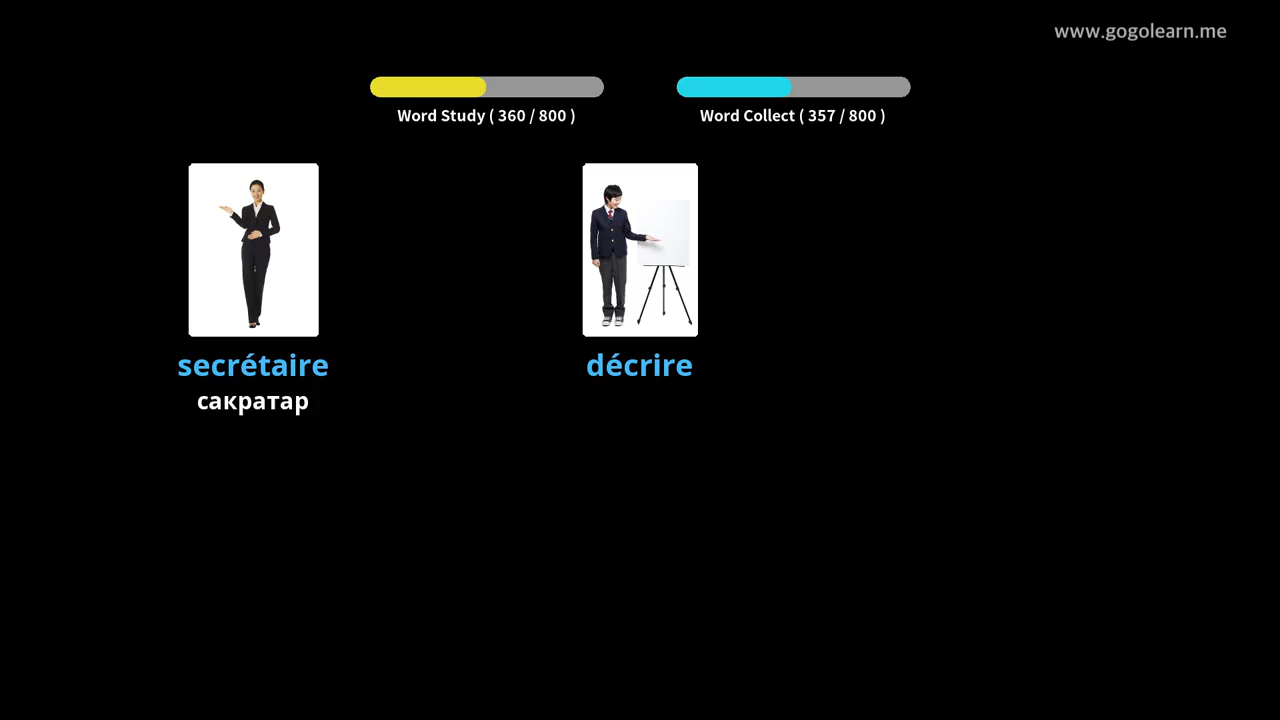 www.gogolearn.me
Word Study ( 360 / 800 )
Word Collect ( 357 / 800 )
secrétaire
сакратар
décrire